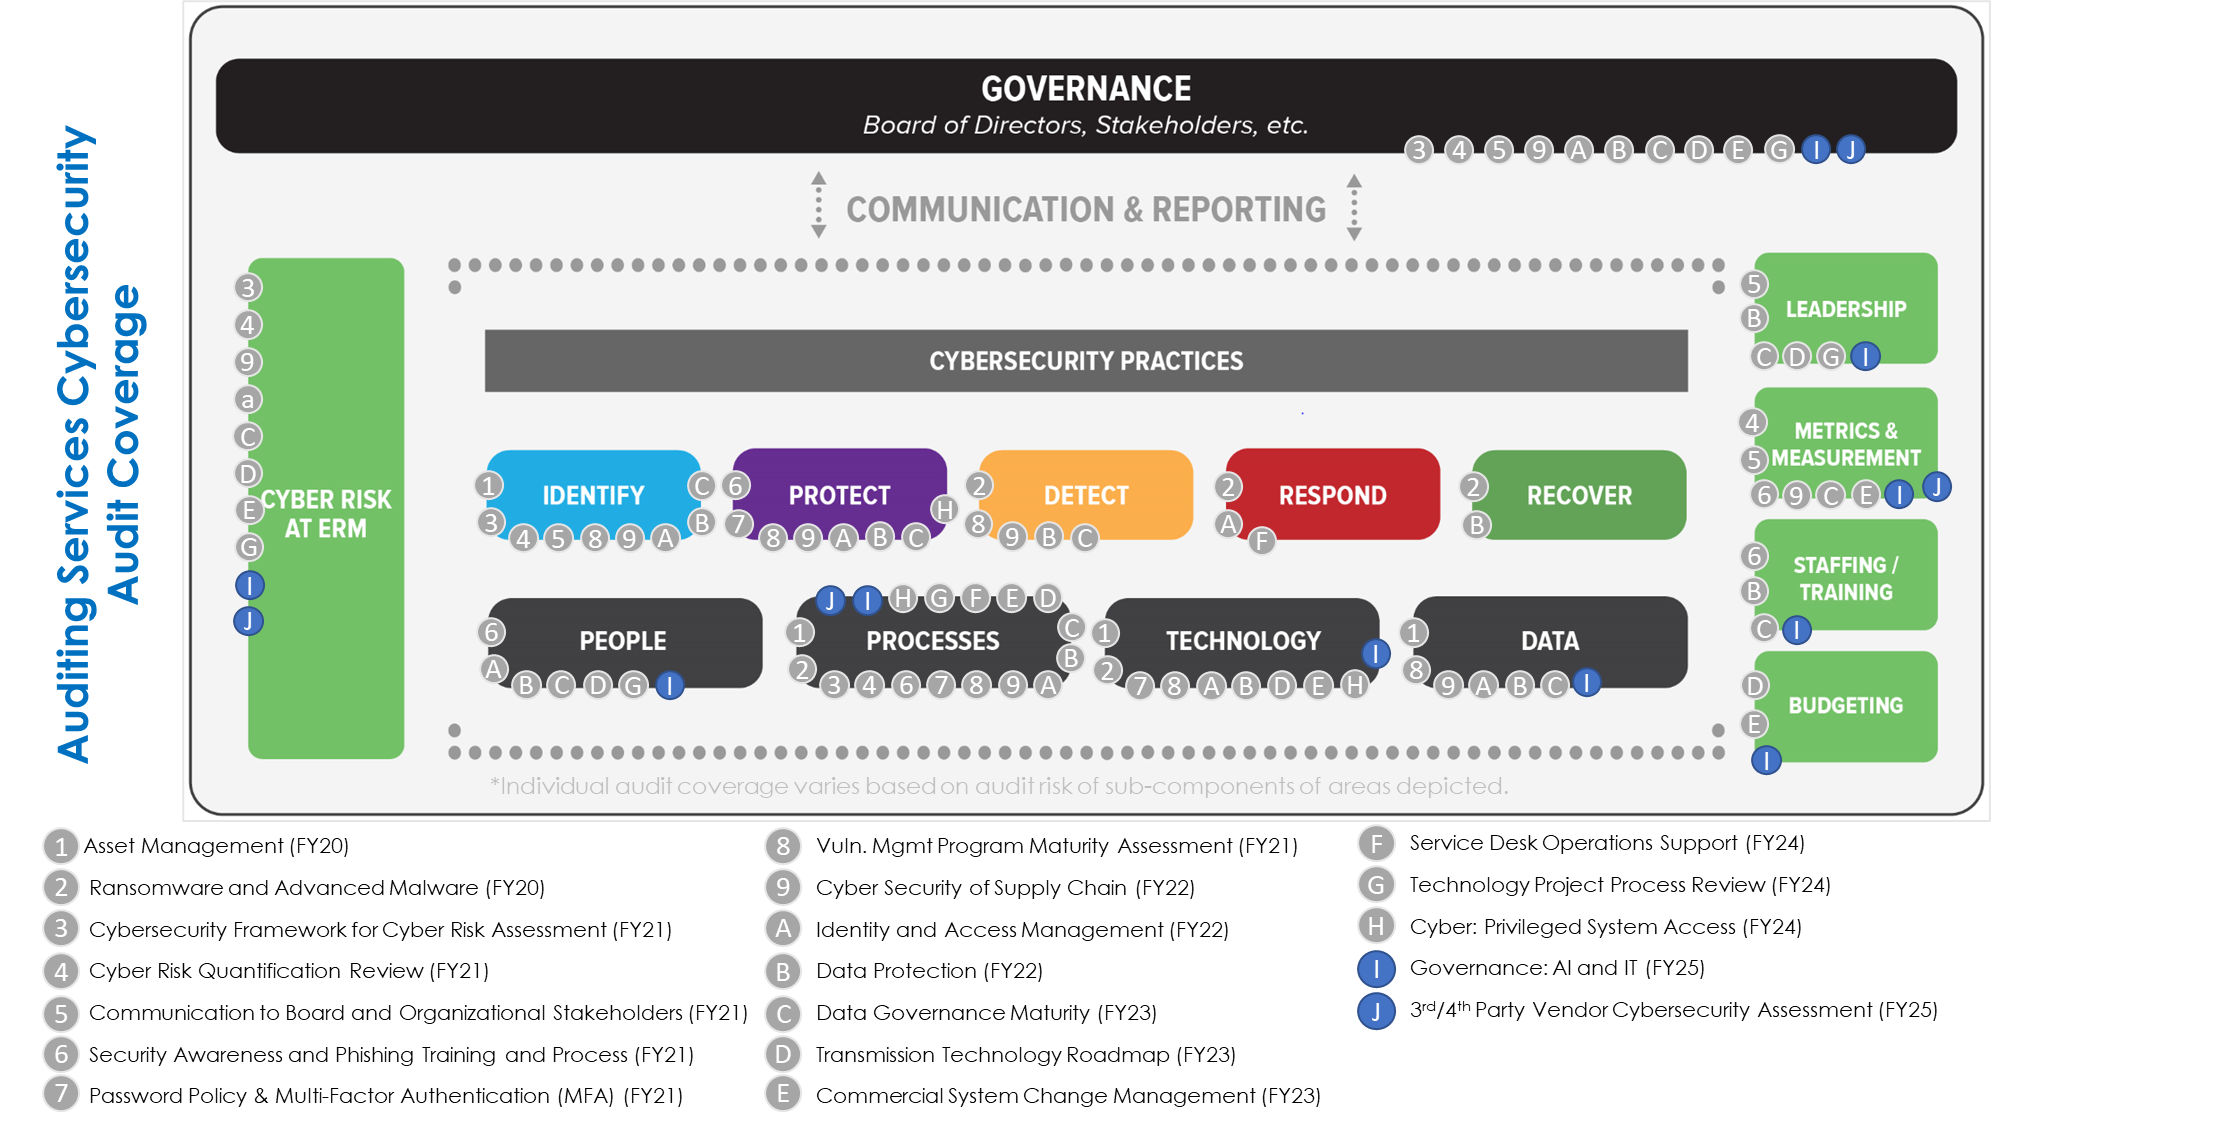 Auditing Services Cybersecurity
Audit Coverage
GOVERNANCE
Board of Directors, Stakeholders, etc.
3 4 5 9 A B C D E G I J
COMMUNICATION & REPORTING
3
4
9
a
C
D
E
G
I
J
CYBER RISK
AT ERM
CYBERSECURITY PRACTICES
1 IDENTIFY C
3 4 5 8 9 A B
6 PROTECT H
7 8 9 A B C
2 DETECT
8 9 B C
2 RESPOND
A F
2 RECOVER
B
6 PEOPLE
A B C D G I
J I H G F E D
1 PROCESSES C
2 3 4 6 7 8 9 A B
1 TECHNOLOGY I
2 7 8 A B D E H
1 DATA
8 9 A B C I
5 LEADERSHIP
B
C D G I
4 METRICS &
5 MEASUREMENT
6 9 C E I J
6 STAFFING /
B TRAINING
C I
D BUDGETING
E
I
*Individual audit coverage varies based on audit risk of sub-components of areas depicted.
1 Asset Management (FY20)
2 Ransomware and Advanced Malware (FY20)
3 Cybersecurity Framework for Cyber Risk Assessment (FY21)
4 Cyber Risk Quantification Review (FY21)
5 Communication to Board and Organizational Stakeholders (FY21)
6 Security Awareness and Phishing Training and Process (FY21)
7 Password Policy & Multi-Factor Authentication (MFA) (FY21)
8 Vuln. Mgmt Program Maturity Assessment (FY21)
9 Cyber Security of Supply Chain (FY22)
A Identity and Access Management (FY22)
B Data Protection (FY22)
C Data Governance Maturity (FY23)
D Transmission Technology Roadmap (FY23)
E Commercial System Change Management (FY23)
F Service Desk Operations Support (FY24)
G Technology Project Process Review (FY24)
H Cyber: Privileged System Access (FY24)
I Governance: AI and IT (FY25)
J 3rd/4th Party Vendor Cybersecurity Assessment (FY25)